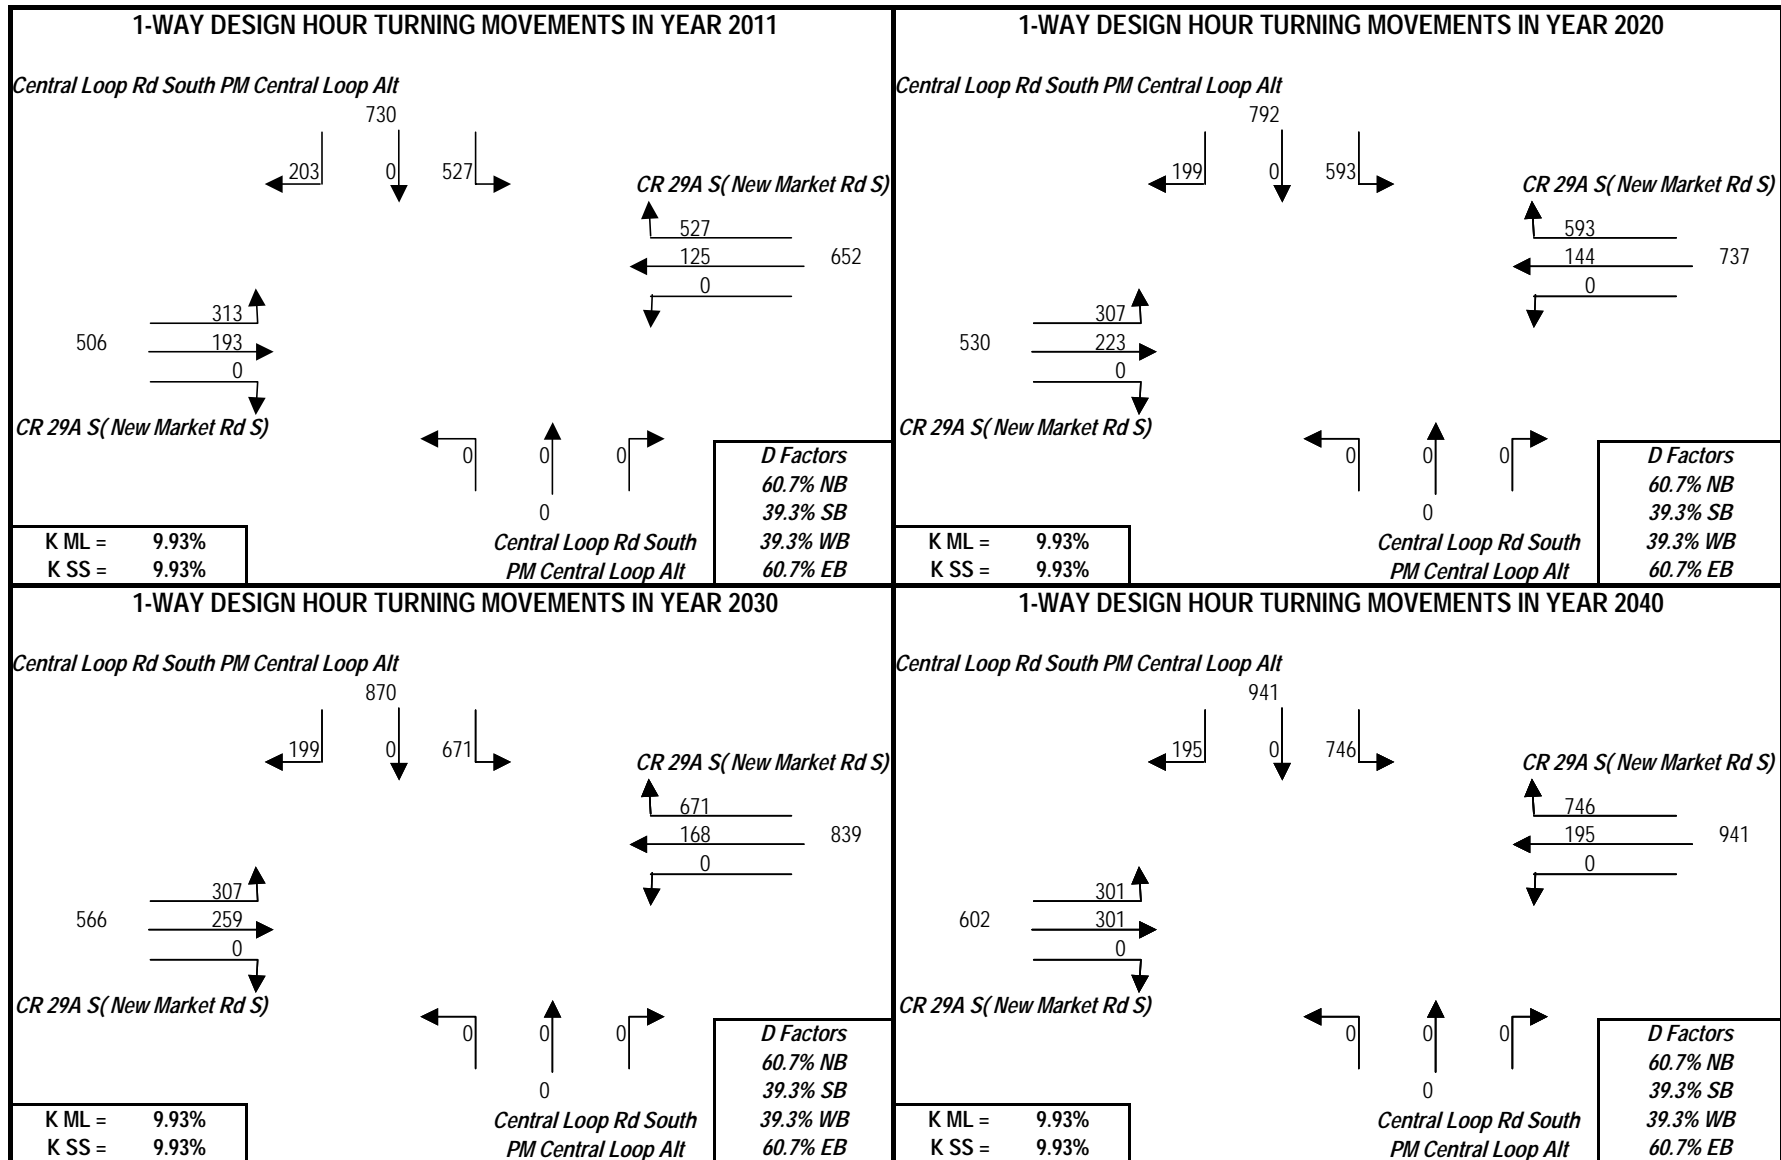 1-WAY DESIGN HOUR TURNING MOVEMENTS IN YEAR 2011
Central Loop Rd South PM Central Loop Alt
730
203 0 527
CR 29A S( New Market Rd S)
527
125 652
0
313
506 193
0
CR 29A S( New Market Rd S)
0 0 0
0
Central Loop Rd South
PM Central Loop Alt
D Factors
60.7% NB
39.3% SB
39.3% WB
60.7% EB
K ML = 9.93%
K SS = 9.93%
1-WAY DESIGN HOUR TURNING MOVEMENTS IN YEAR 2020
Central Loop Rd South PM Central Loop Alt
792
199 0 593
CR 29A S( New Market Rd S)
593
144 737
0
307
530 223
0
CR 29A S( New Market Rd S)
0 0 0
0
Central Loop Rd South
PM Central Loop Alt
D Factors
60.7% NB
39.3% SB
39.3% WB
60.7% EB
K ML = 9.93%
K SS = 9.93%
1-WAY DESIGN HOUR TURNING MOVEMENTS IN YEAR 2030
Central Loop Rd South PM Central Loop Alt
870
199 0 671
CR 29A S( New Market Rd S)
671
168 839
0
307
566 259
0
CR 29A S( New Market Rd S)
0 0 0
0
Central Loop Rd South
PM Central Loop Alt
D Factors
60.7% NB
39.3% SB
39.3% WB
60.7% EB
K ML = 9.93%
K SS = 9.93%
1-WAY DESIGN HOUR TURNING MOVEMENTS IN YEAR 2040
Central Loop Rd South PM Central Loop Alt
941
195 0 746
CR 29A S( New Market Rd S)
746
195 941
0
301
602 301
0
CR 29A S( New Market Rd S)
0 0 0
0
Central Loop Rd South
PM Central Loop Alt
D Factors
60.7% NB
39.3% SB
39.3% WB
60.7% EB
K ML = 9.93%
K SS = 9.93%